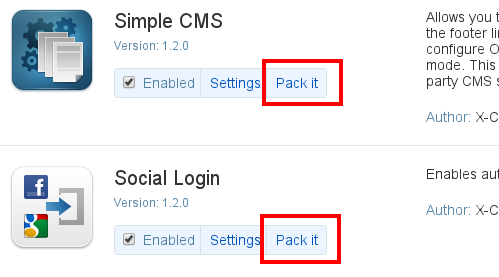 Simple CMS
Version: 1.2.0
Enabled Settings Pack it
Allows you t
the footer li
configure O
mode. This
party CMS s
Author: X-C
Social Login
Version: 1.2.0
Enabled Settings Pack it
Enables aut
Author: X-C